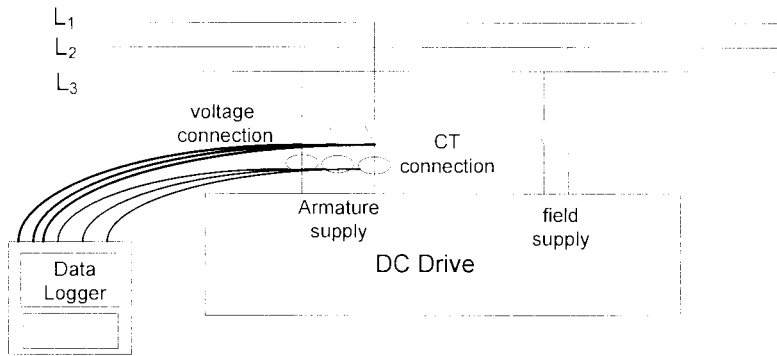 L1
L2
L3
voltage
connection
CT
connection
Armature
supply
field
supply
DC Drive
Data
Logger